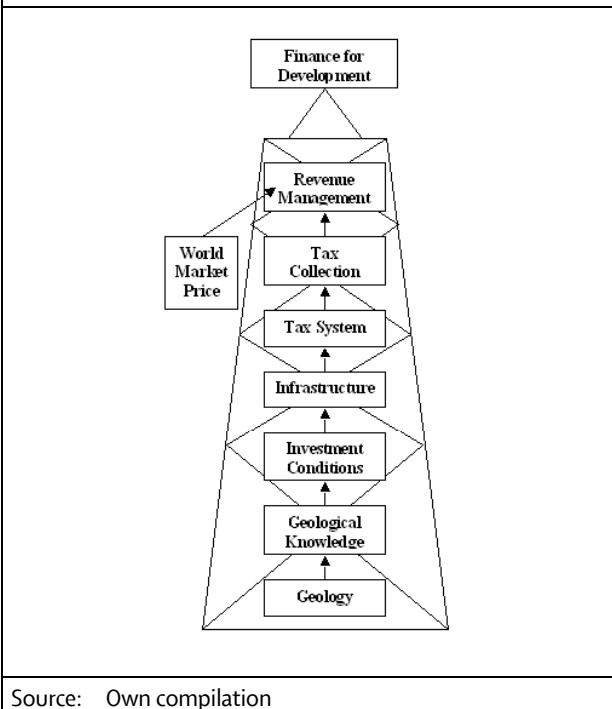 Finance for
Development
Revenue
Management
World
Market
Price
Tax
Collection
Tax System
Infrastructure
Investment
Conditions
Geological
Knowledge
Geology
Source: Own compilation